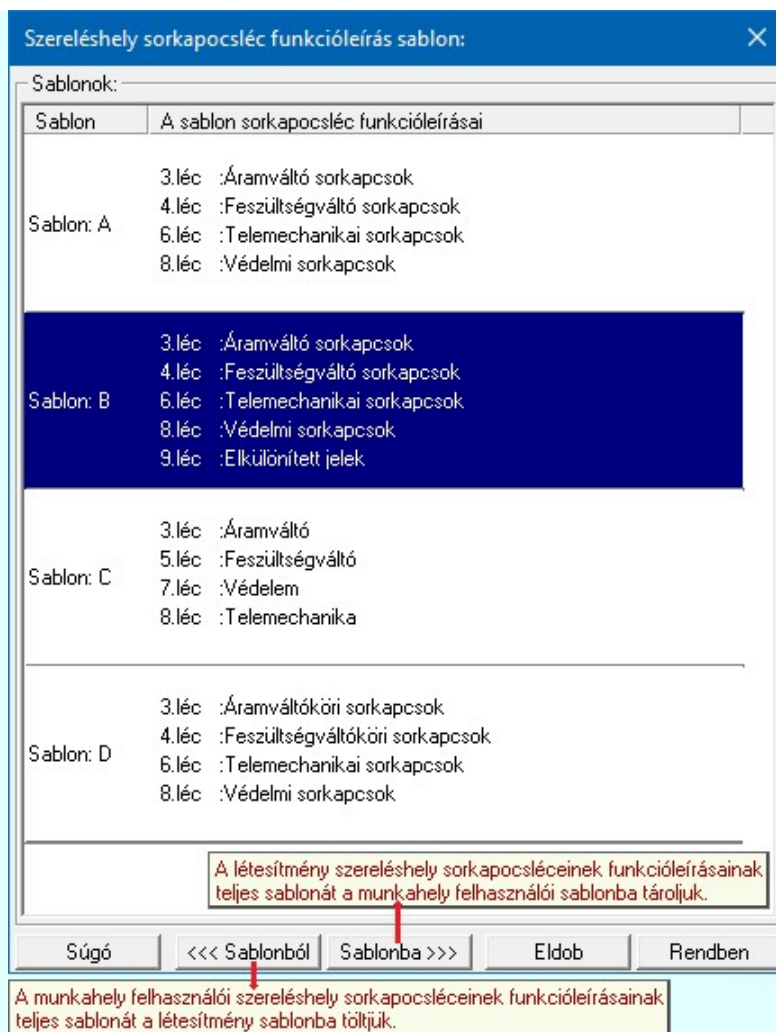 Szereléshely sorkapocsléc funkcióleírás sablon:
Sablonok:
Sablon A sablon sorkapocsléc funkcióleírásai
3.léc :Áramváltó sorkapcsok
4.léc :Feszültségváltó sorkapcsok
Sablon: A
6.léc :Telemechanikai sorkapcsok
8.léc :Védelmi sorkapcsok
3.léc :Áramváltó sorkapcsok
4.léc :Feszültségváltó sorkapcsok
Sablon: B 6.léc :Telemechanikai sorkapcsok
8.léc :Védelmi sorkapcsok
9.léc :Elkülönített jelek
3.léc :Áramváltó
5.léc :Feszültségváltó
Sablon: C
7.léc :Védelem
8.léc :Telemechanika
3.léc :Áramváltóköri sorkapcsok
4.léc :Feszültségváltóköri sorkapcsok
Sablon: D
6.léc :Telemechanikai sorkapcsok
8.léc :Védelmi sorkapcsok
A létesítmény szereléshely sorkapocsléceinek funkcióleírásainak
teljes sablonát a munkahely felhasználói sablonba tároljuk.
Súgó <<< Sablonból Sablonba >>> Eldob Rendben
A munkahely felhasználói szereléshely sorkapocsléceinek funkcióleírásainak
teljes sablonát a létesítmény sablonba töltjük.